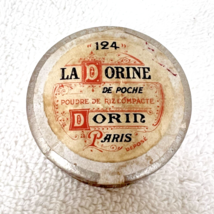 "124"
LA DORINE
DE POCHE
POUDRE DE RIZ COMPACTE
DORIN
PARIS